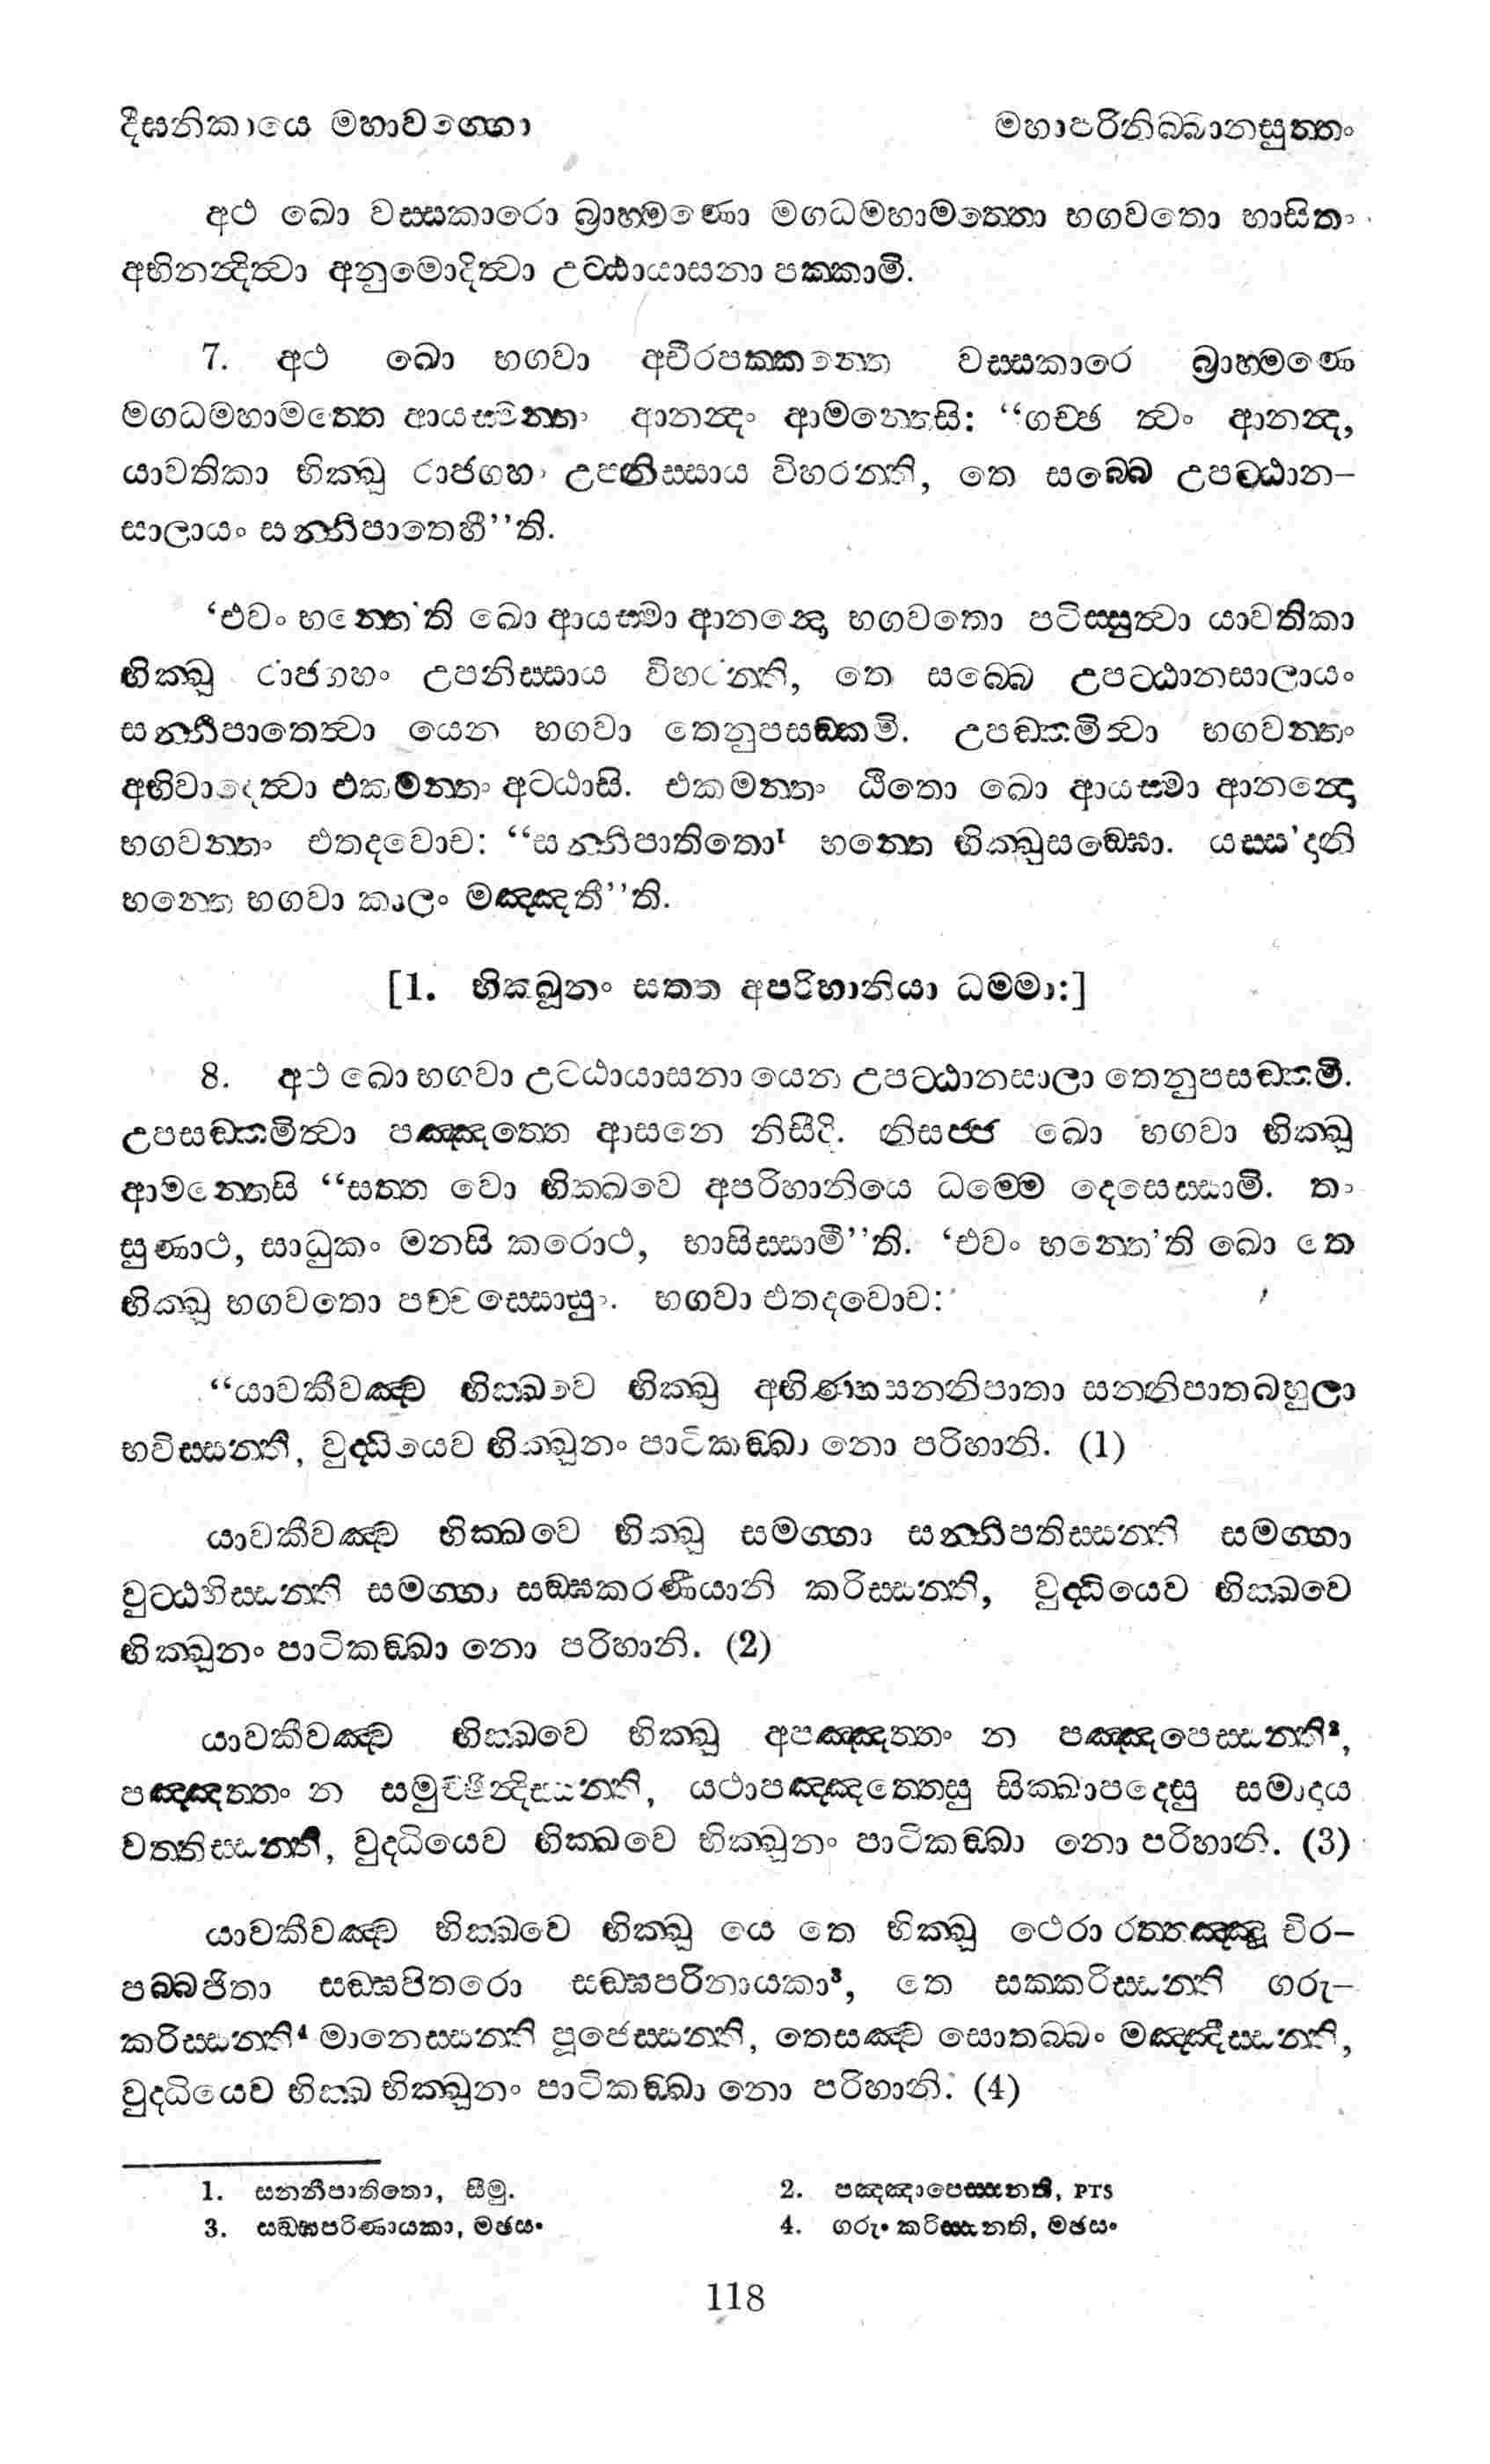 දීඝනිකායෙ මහාවග්ගො
මහාපරිනිබ්බානසුත්තං
අථ ඛො වස්සකාරො බ්‍රාහ්මණො මගධමහාමත්තො භගවතො භාසිතං
අභිනන්දිත්වා අනුමොදිත්වා උට්ඨායාසනා පක්කාමි.
7. අථ ඛො භගවා අචිරපක්කන්තෙ වස්සකාරෙ බ්‍රාහ්මණෙ
මගධමහාමත්තෙ ආයස්මන්තං ආනන්දං ආමන්තෙසි: “ගච්ඡ ත්වං ආනන්ද,
යාවතිකා භික්ඛූ රාජගහං උපනිස්සාය විහරන්ති, තෙ සබ්බෙ උපට්ඨාන–
සාලායං සන්නිපාතෙහී’’ති.
‘එවං භන්තෙ’ති ඛො ආයස්මා ආනන්දො භගවතො පටිස්සුත්වා යාවතිකා
භික්ඛූ රාජගහං උපනිස්සාය විහරන්ති, තෙ සබ්බෙ උපට්ඨානසාලායං
සන්නිපාතෙත්වා යෙන භගවා තෙනුපසඞ්කමි. උපඞ්කමිත්වා භගවන්තං
අභිවාදෙත්වා එකමන්තං අට්ඨාසි. එකමන්තං ඨිතො ඛො ආයස්මා ආනන්දො
භගවන්තං එතදවොච: “සන්නිපාතිතො¹ භන්තෙ භික්ඛුසඞ්ඝො. යස්ස’දානි
භන්තෙ භගවා කාලං මඤ්ඤතී’’ති.
[1. භික්ඛූනං සත්ත අපරිහානියා ධම්මා:]
8. අථ ඛො භගවා උට්ඨායාසනා යෙන උපට්ඨානසාලා තෙනුපසඞ්කමි.
උපසඞ්කමිත්වා පඤ්ඤත්තෙ ආසනෙ නිසීදි. නිසජ්ජ ඛො භගවා භික්ඛූ
ආමන්තෙසි “සත්ත වො භික්ඛවෙ අපරිහානියෙ ධම්මෙ දෙසෙස්සාමි. තං
සුණාථ, සාධුකං මනසි කරොථ, භාසිස්සාමී’’ති. ‘එවං භන්තෙ’ති ඛො තෙ
භික්ඛූ භගවතො පච්චස්සොසුං. භගවා එතදවොච:
“යාවකීවඤ්ච භික්ඛවෙ භික්ඛූ අභිණ්හසන්නිපාතා සන්නිපාතබහුලා
භවිස්සන්ති, වුද්ධියෙව භික්ඛූනං පාටිකඞ්ඛා නො පරිහානි. (1)
යාවකීවඤ්ච භික්ඛවෙ භික්ඛූ සමග්ගා සන්නිපතිස්සන්ති සමග්ගා
වුට්ඨහිස්සන්ති සමග්ගා සඞ්ඝකරණීයානි කරිස්සන්ති, වුද්ධියෙව භික්ඛවෙ
භික්ඛූනං පාටිකඞ්ඛා නො පරිහානි. (2)
යාවකීවඤ්ච භික්ඛවෙ භික්ඛූ අපඤ්ඤත්තං න පඤ්ඤපෙස්සන්ති²,
පඤ්ඤත්තං න සමුච්ඡින්දිස්සන්ති, යථාපඤ්ඤත්තෙසු සික්ඛාපදෙසු සමාදාය
වත්තිස්සන්ති, වුද්ධියෙව භික්ඛවෙ භික්ඛූනං පාටිකඞ්ඛා නො පරිහානි. (3)
යාවකීවඤ්ච භික්ඛවෙ භික්ඛූ යෙ තෙ භික්ඛූ ථෙරා රත්තඤ්ඤූ චිර–
පබ්බජිතා සඞ්ඝපිතරො සඞ්ඝපරිනායකා³, තෙ සක්කරිස්සන්ති ගරු–
කරිස්සන්ති⁴ මානෙස්සන්ති පූජෙස්සන්ති, තෙසඤ්ච සොතබ්බං මඤ්ඤිස්සන්ති,
වුද්ධියෙව භික්ඛ භික්ඛූනං පාටිකඞ්ඛා නො පරිහානි. (4)
1. සන්නිපාතිතො, සීමු.
2. පඤ්ඤාපෙස්සන්ති, PTS
3. සඞ්ඝපරිණායකා, මඡසං
4. ගරුං කරිස්සන්ති, මඡසං
118